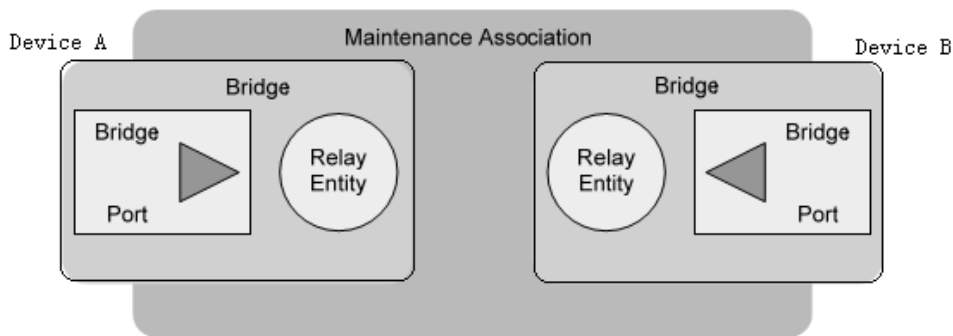 Maintenance Association
Device A
Device B
Bridge
Bridge
Port
Relay
Entity
Bridge
Relay
Entity
Bridge
Port